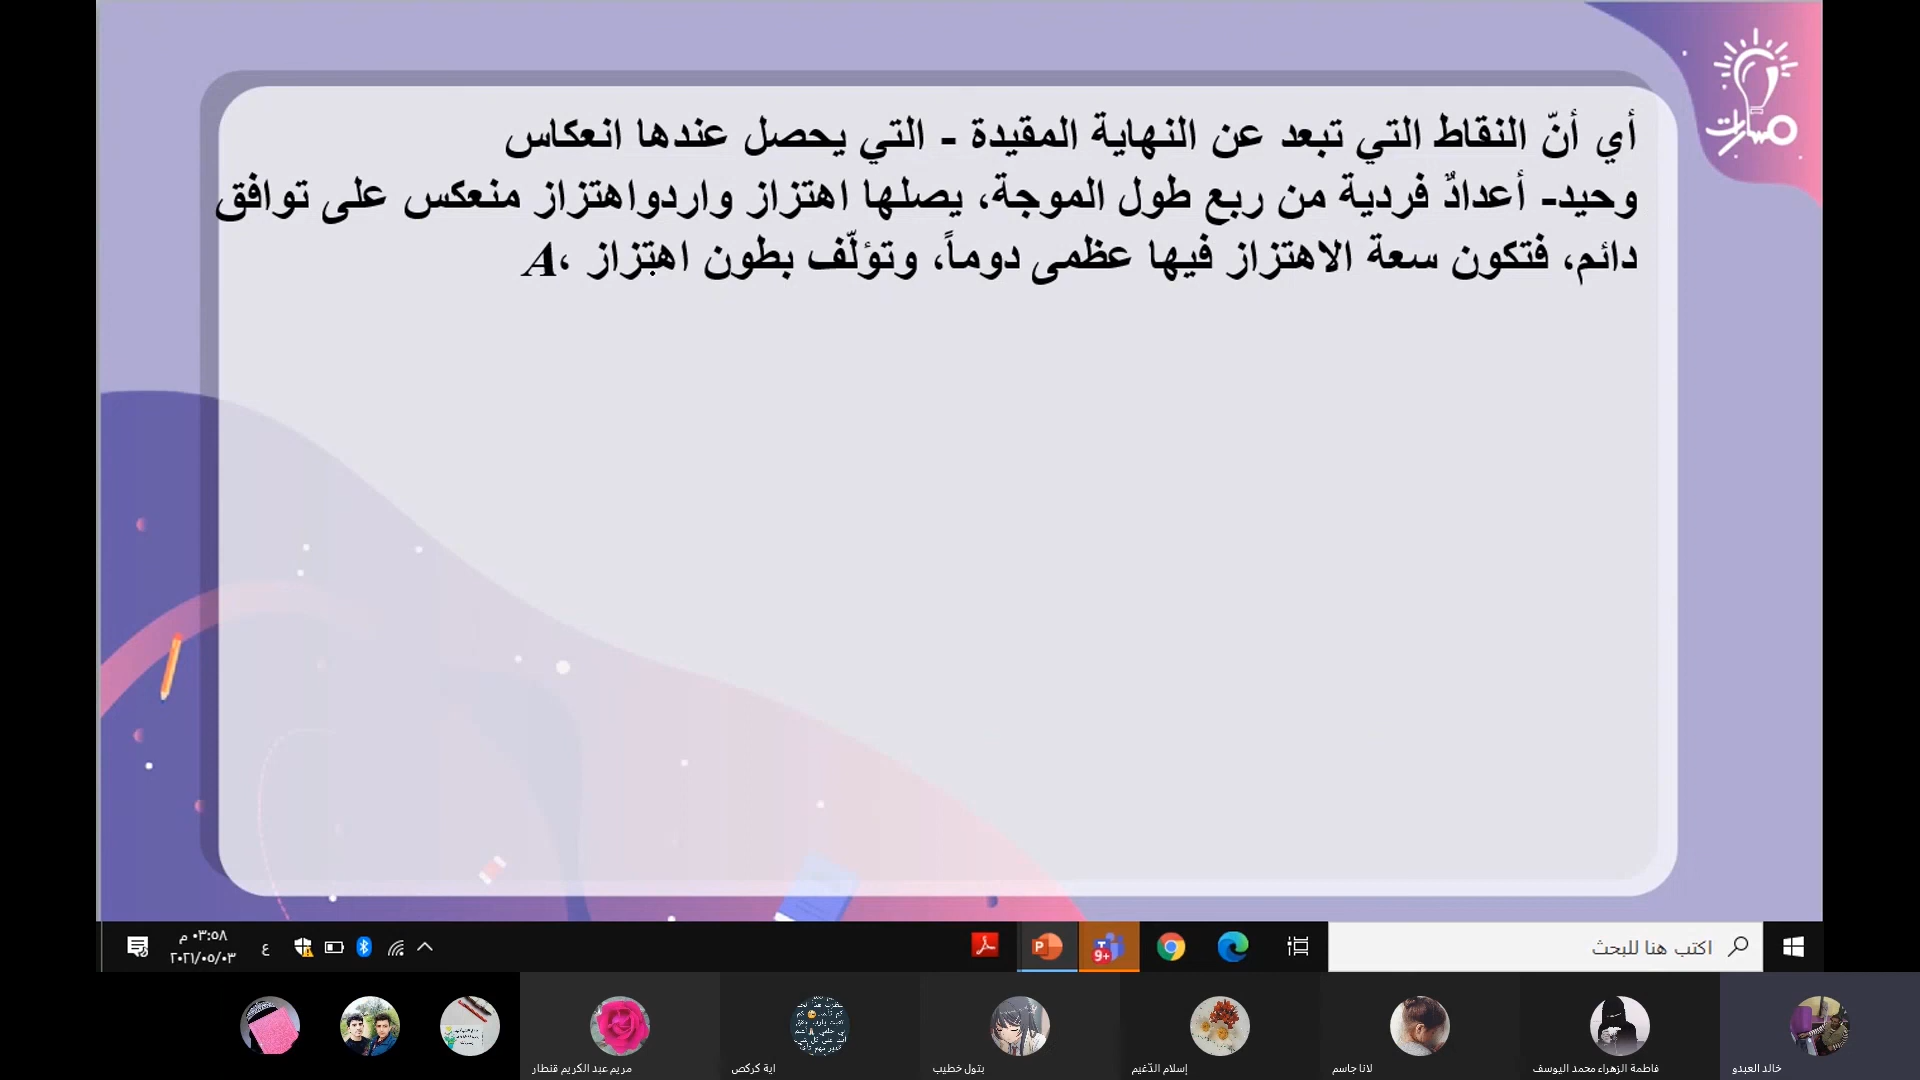 مسارات
أي أنّ النقاط التي تبعد عن النهاية المقيدة - التي يحصل عندها انعكاس
وحيد- أعدادٌ فردية من ربع طول الموجة، يصلها اهتزاز واردواهتزاز منعكس على توافق
دائم، فتكون سعة الاهتزاز فيها عظمى دوماً، وتؤلّف بطون اهتزاز ،A
اكتب هنا للبحث
9+
ع
٠٣:٥٨ م
٢٠٢١/٠٥/٠٣
خالد العبدو
فاطمة الزهراء محمد اليوسف
لانا جاسم
إسلام الدّغيم
بتول خطيب
اية كركص
مريم عبد الكريم قنطار